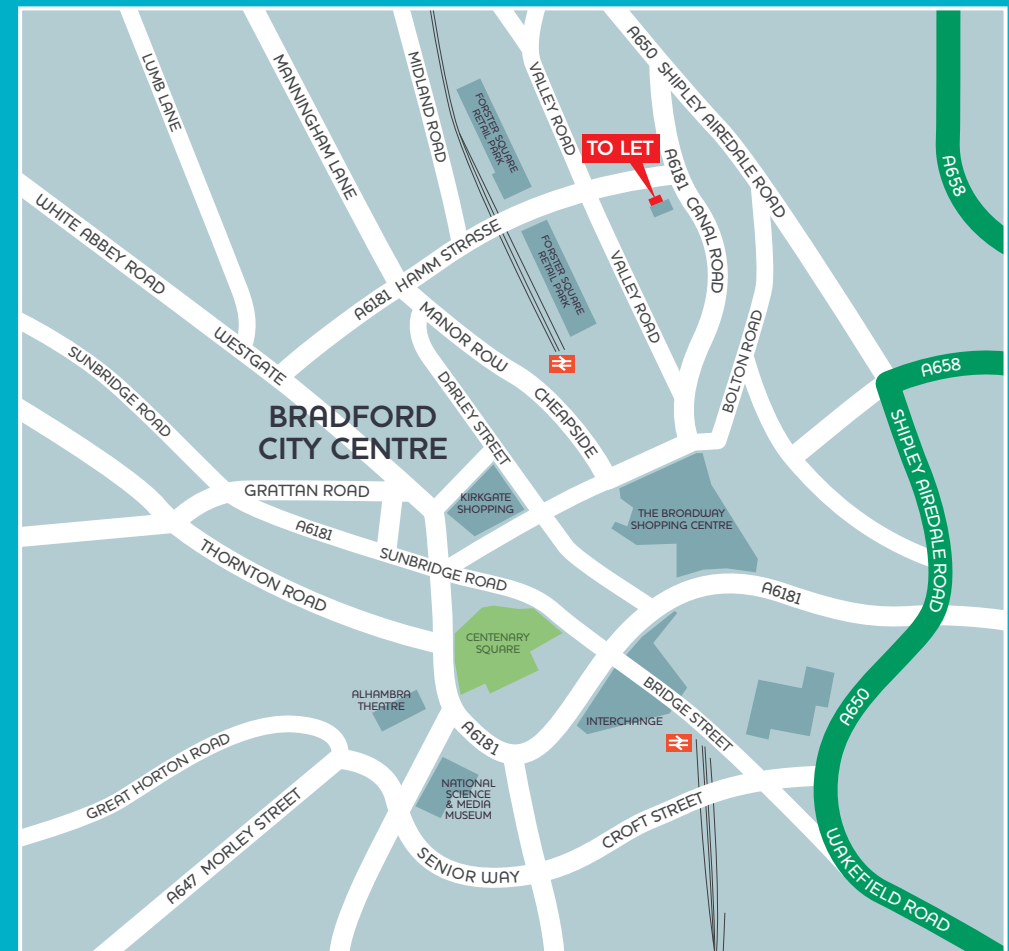 A650 SHIPLEY AIREDALE ROAD
LUMB LANE
MANNINGHAM LANE
MIDLAND ROAD
VALLEY ROAD
FORSTER SQUARE
RETAIL PARK
TO LET
A6181 CANAL ROAD
A658
WHITE ABBEY ROAD
A6181 HAMM STRASSE
FORSTER SQUARE
RETAIL PARK
VALLEY ROAD
MANOR ROW
WESTGATE
SUNBRIDGE ROAD
BOLTON ROAD
A658
DARLEY STREET
CHEAPSIDE
BRADFORD
CITY CENTRE
SHIPLEY AIREDALE ROAD
GRATTAN ROAD
KIRKGATE
SHOPPING
THE BROADWAY
SHOPPING CENTRE
A6181
SUNBRIDGE ROAD
THORNTON ROAD
A6181
CENTENARY
SQUARE
ALHAMBRA
THEATRE
BRIDGE STREET
INTERCHANGE
A650
A6181
GREAT HORTON ROAD
NATIONAL
SCIENCE
& MEDIA
MUSEUM
A647 MORLEY STREET
CROFT STREET
SENIOR WAY
WAKEFIELD ROAD